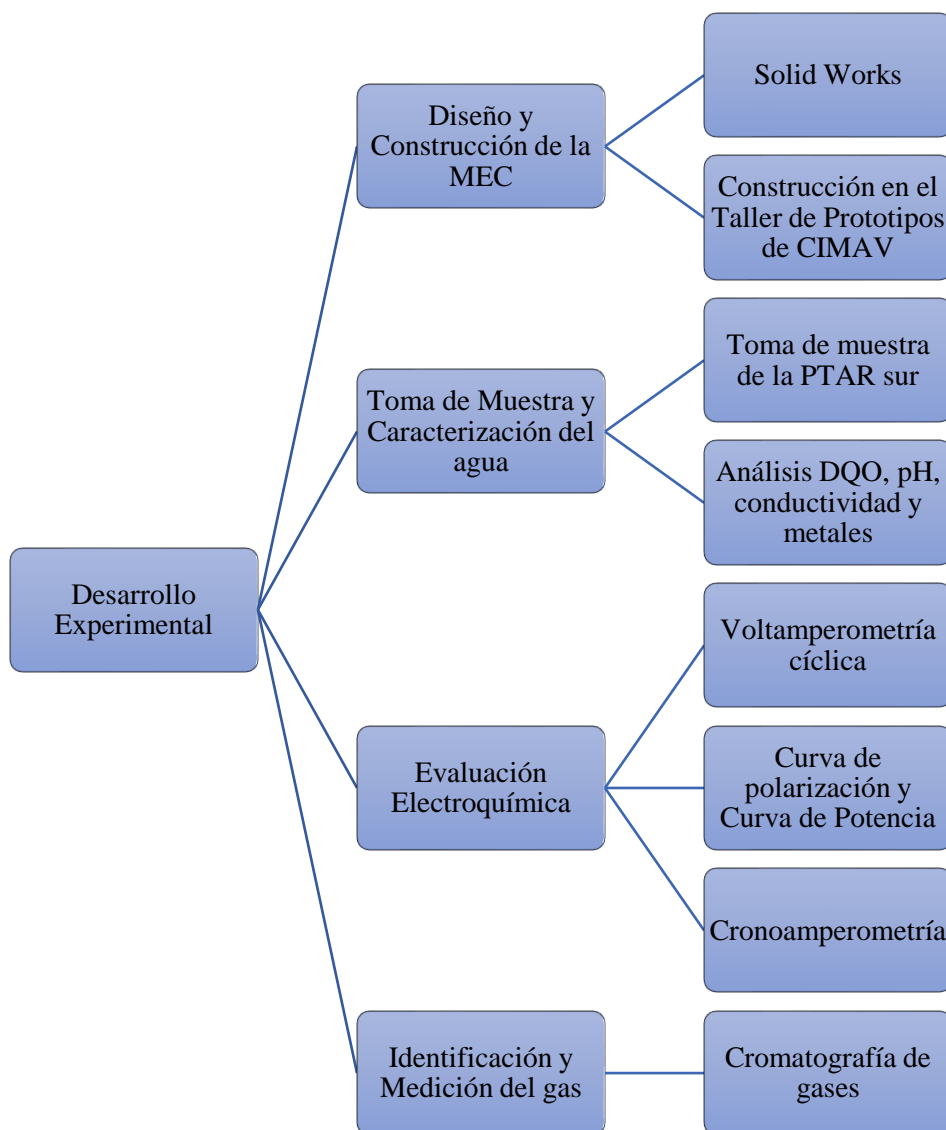 Desarrollo
Experimental
Diseño y
Construcción de la
MEC
Solid Works
Construcción en el
Taller de Prototipos
de CIMAV
Toma de Muestra y
Caracterización del
agua
Toma de muestra
de la PTAR sur
Análisis DQO, pH,
conductividad y
metales
Evaluación
Electroquímica
Voltamperometría
cíclica
Curva de
polarización y
Curva de Potencia
Cronoamperometría
Identificación y
Medición del gas
Cromatografía de
gases